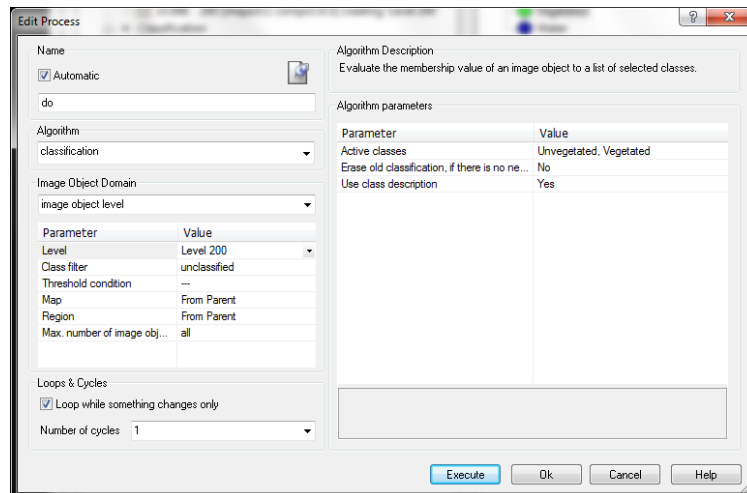 Edit Process
Name
Automatic
do
Algorithm
classification
Image Object Domain
image object level
Parameter Value
Level Level 200
Class filter unclassified
Threshold condition ---
Map From Parent
Region From Parent
Max. number of image obj... all
Loops & Cycles
Loop while something changes only
Number of cycles 1
Algorithm Description
Evaluate the membership value of an image object to a list of selected classes.
Algorithm parameters
Parameter Value
Active classes Unvegetated, Vegetated
Erase old classification, if there is no ne... No
Use class description Yes
Execute Ok Cancel Help